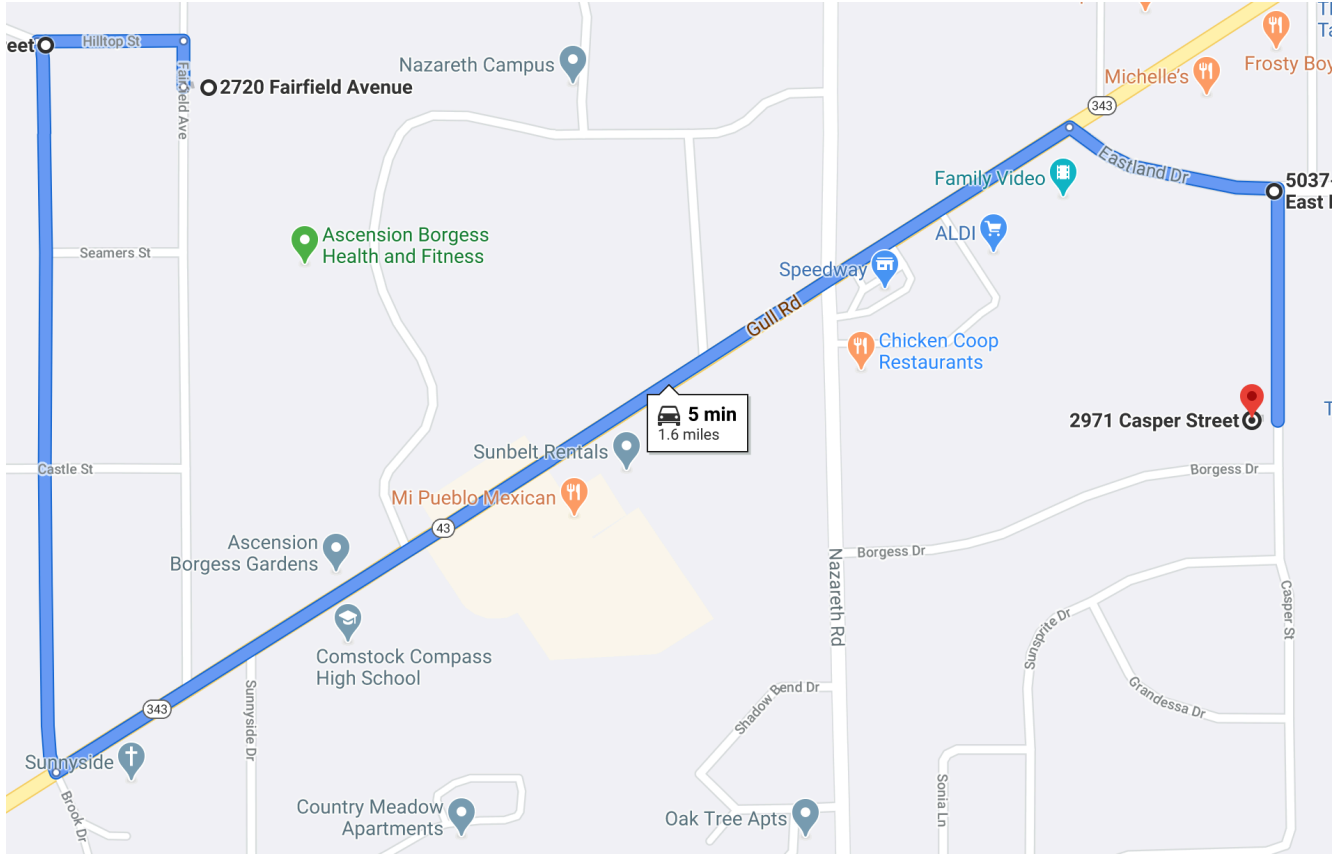 eet
Hilltop St
Fairfield Ave
2720 Fairfield Avenue
Nazareth Campus
343
Michelle's
Frosty Boy
Eastland Dr
Family Video
5037-
East
ALDI
Seamers St
Ascension Borgess
Health and Fitness
Speedway
Gull Rd
Chicken Coop
Restaurants
5 min
1.6 miles
2971 Casper Street
Sunbelt Rentals
Castle St
Borgess Dr
Mi Pueblo Mexican
43
Ascension
Borgess Gardens
Borgess Dr
Nazareth Rd
Casper St
Sunsprite Dr
Comstock Compass
High School
Grandessa Dr
Sunnyside Dr
343
Shadow Bend Dr
Sunnyside
Brook Dr
Country Meadow
Apartments
Oak Tree Apts
Sonia Ln